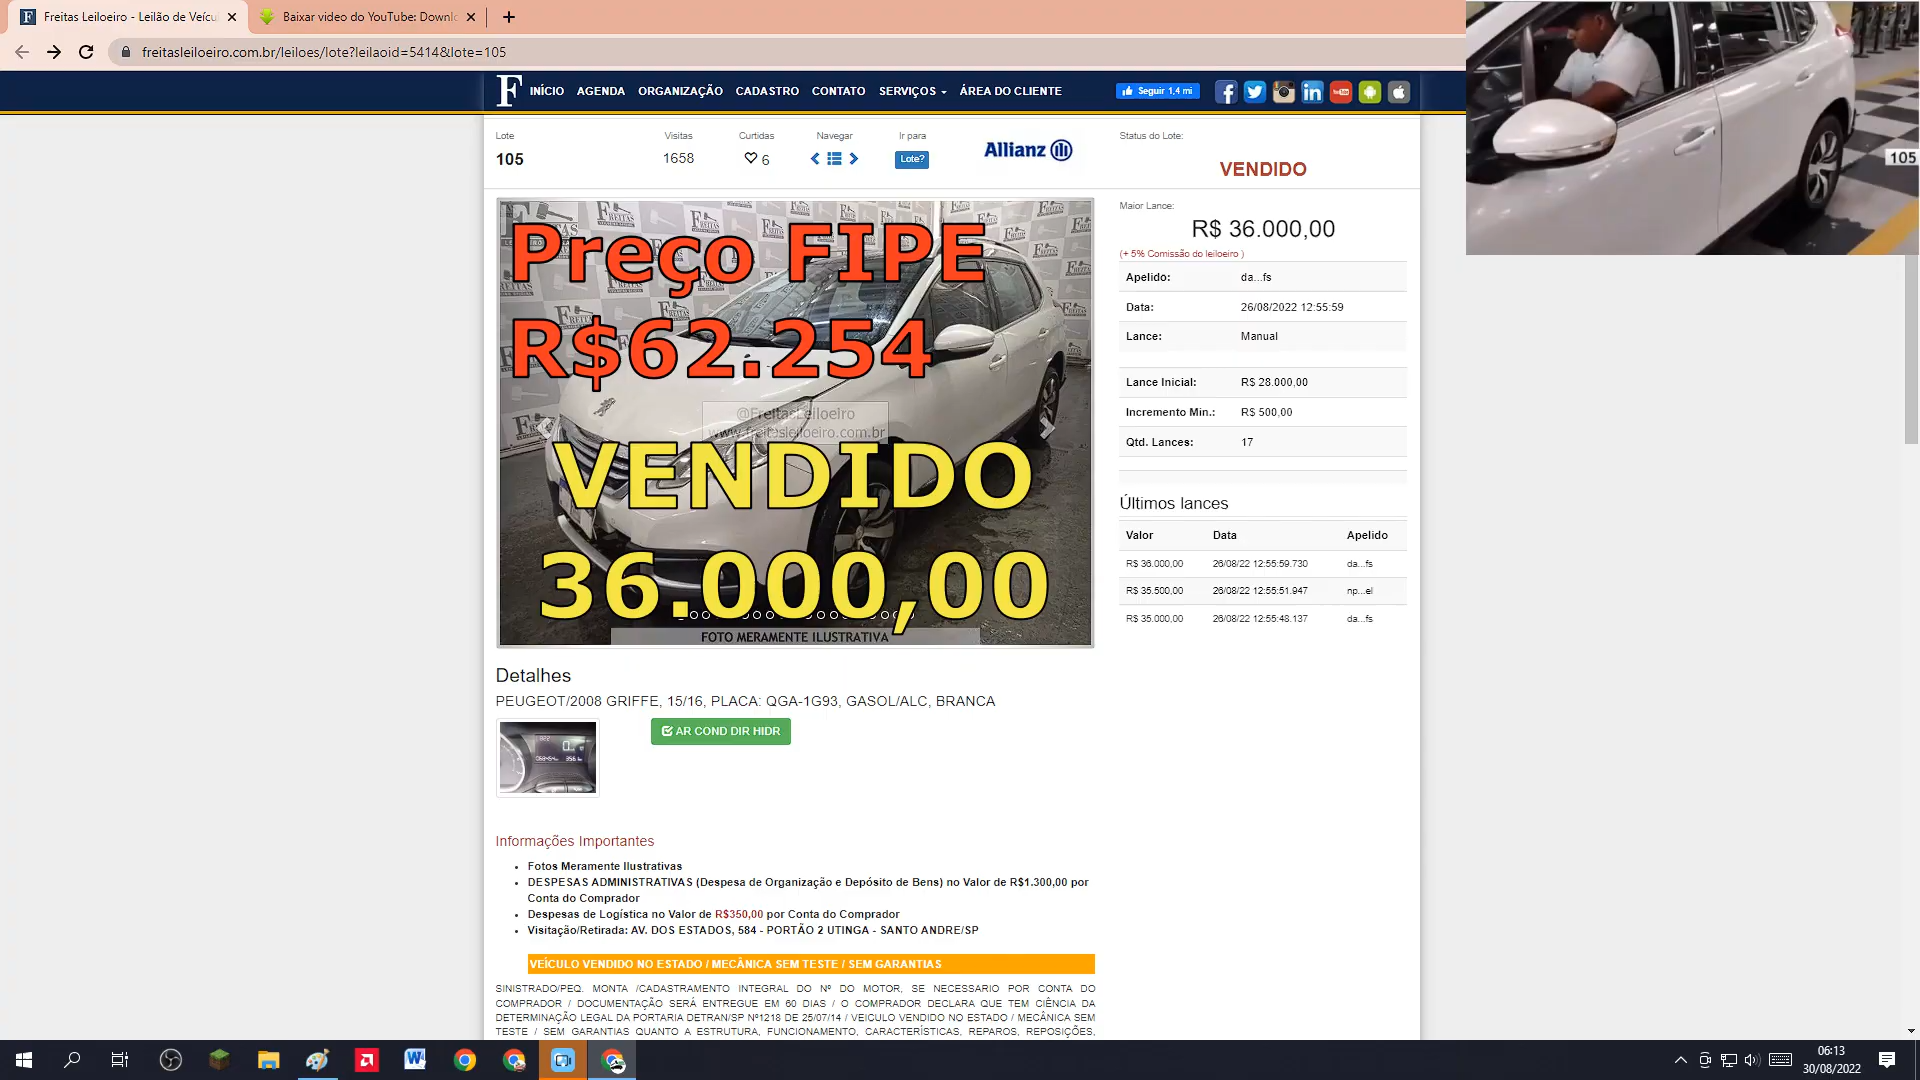 Freitas Leiloeiro - Leilão de Veícu
Baixar video do YouTube: Downl
freitasleiloeiro.com.br/leiloes/lote?leilaoid=5414&lote=105
F INÍCIO AGENDA ORGANIZAÇÃO CADASTRO CONTATO SERVIÇOS ÁREA DO CLIENTE
Seguir 1,4 mi
Lote
105
Visitas
1658
Curtidas
6
Navegar
Ir para
Lote?
Allianz
Status do Lote:
VENDIDO
105
Preço FIPE
R$62.254
@FreitasLeiloeiro
www.freitasleiloeiro.com.br
VENDIDO
36.000,00
FOTO MERAMENTE ILUSTRATIVA
Maior Lance:
R$ 36.000,00
(+ 5% Comissão do leiloeiro )
Apelido: da...fs
Data: 26/08/2022 12:55:59
Lance: Manual
Lance Inicial: R$ 28.000,00
Incremento Min.: R$ 500,00
Qtd. Lances: 17
Últimos lances
Valor Data Apelido
R$ 36.000,00 26/08/22 12:55:59.730 da...fs
R$ 35.500,00 26/08/22 12:55:51.947 np...el
R$ 35.000,00 26/08/22 12:55:48.137 da...fs
Detalhes
PEUGEOT/2008 GRIFFE, 15/16, PLACA: QGA-1G93, GASOL/ALC, BRANCA
AR COND DIR HIDR
Informações Importantes
Fotos Meramente Ilustrativas
DESPESAS ADMINISTRATIVAS (Despesa de Organização e Depósito de Bens) no Valor de R$1.300,00 por
Conta do Comprador
Despesas de Logística no Valor de R$350,00 por Conta do Comprador
Visitação/Retirada: AV. DOS ESTADOS, 584 - PORTÃO 2 UTINGA - SANTO ANDRE/SP
VEÍCULO VENDIDO NO ESTADO / MECÂNICA SEM TESTE / SEM GARANTIAS
SINISTRADO/PEQ. MONTA /CADASTRAMENTO INTEGRAL DO Nº DO MOTOR, SE NECESSARIO POR CONTA DO
COMPRADOR / DOCUMENTAÇÃO SERÁ ENTREGUE EM 60 DIAS / O COMPRADOR DECLARA QUE TEM CIÊNCIA DA
DETERMINAÇÃO LEGAL DA PORTARIA DETRAN/SP Nº1218 DE 25/07/14 / VEICULO VENDIDO NO ESTADO / MECÂNICA SEM
TESTE / SEM GARANTIAS QUANTO A ESTRUTURA, FUNCIONAMENTO, CARACTERÍSTICAS, REPAROS, REPOSIÇÕES,
06:13
30/08/2022